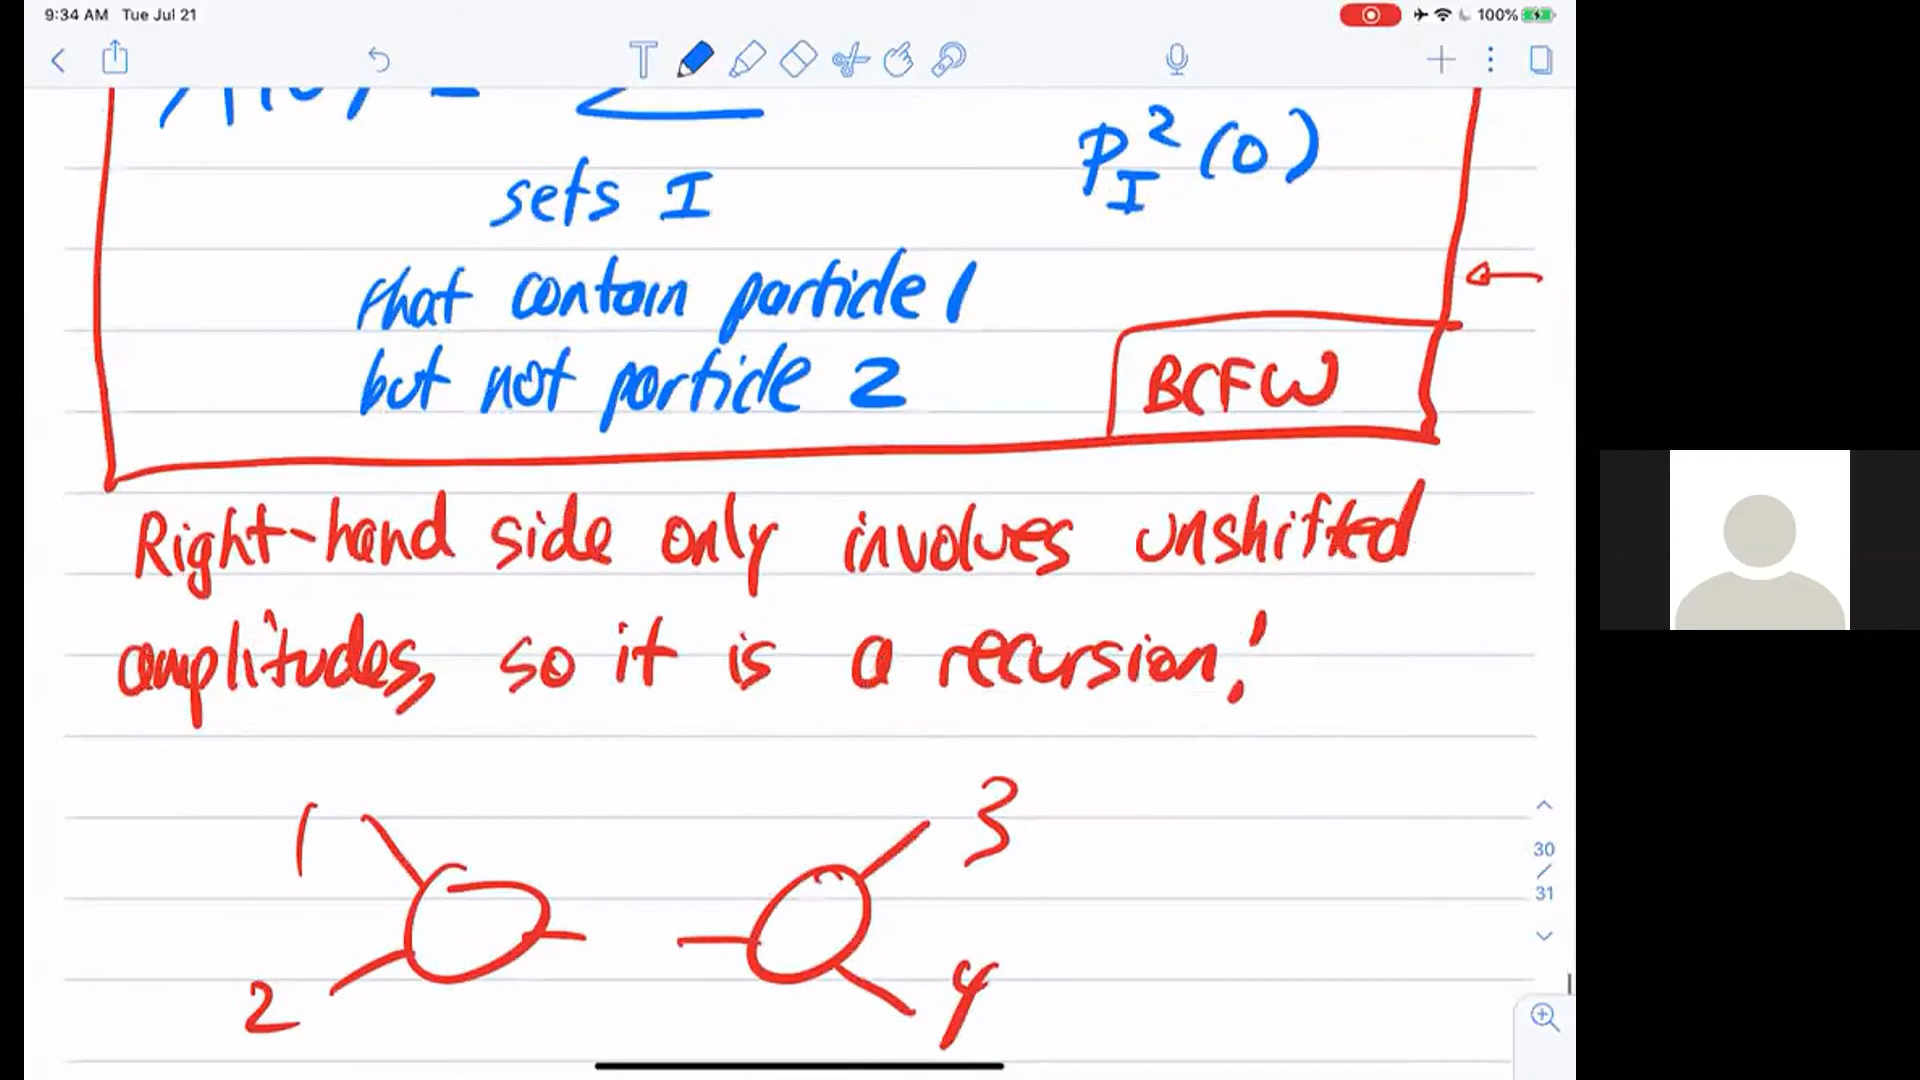 9:34 AM Tue Jul 21
100%
T
A(0) =
P_I^2(0)
sets I
that contain particle 1
but not particle 2
BCFW
Right-hand side only involves unshifted
amplitudes, so it is a recursion!
1
3
30
/
31
2
4